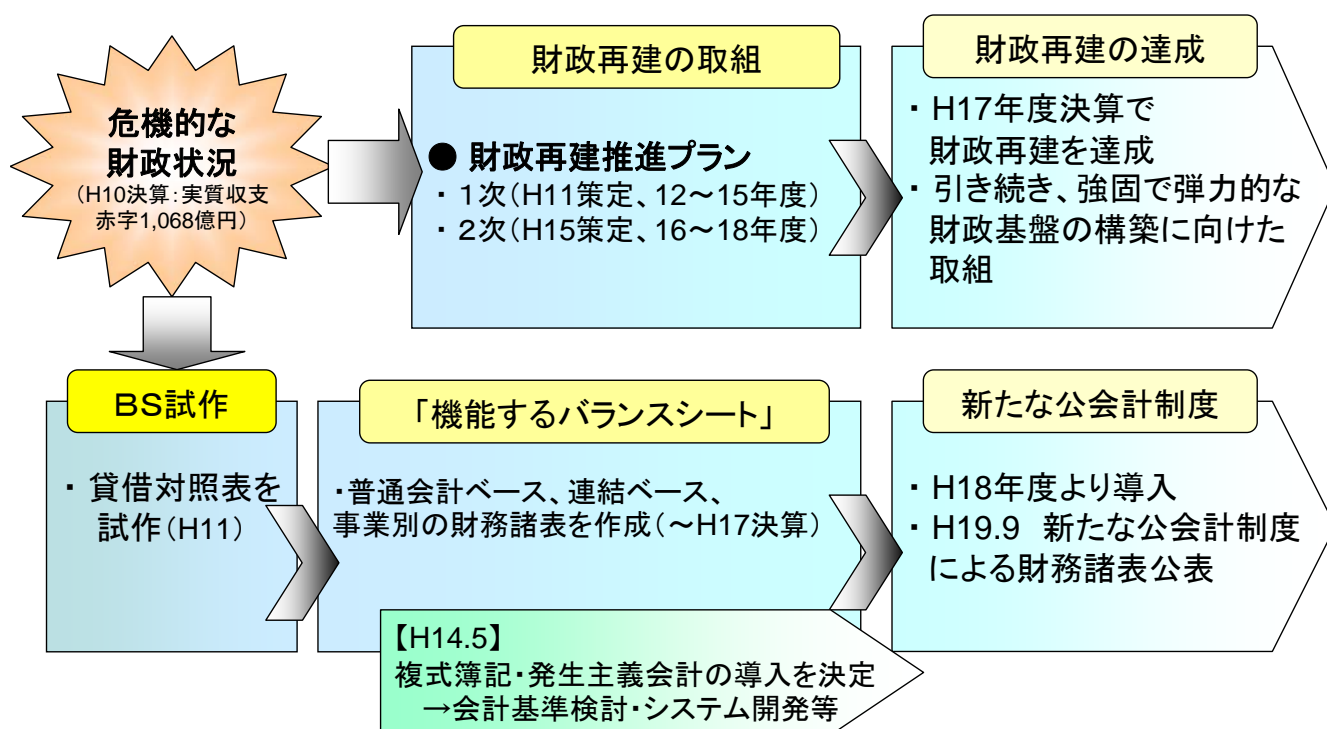 危機的な
財政状況
（H10決算：実質収支
赤字1,068億円）
財政再建の取組
● 財政再建推進プラン
・ 1次（H11策定、12～15年度）
・ 2次（H15策定、16～18年度）
財政再建の達成
・ H17年度決算で
財政再建を達成
・ 引き続き、強固で弾力的な
財政基盤の構築に向けた
取組
BS試作
・ 貸借対照表を
試作（H11）
「機能するバランスシート」
・普通会計ベース、連結ベース、
事業別の財務諸表を作成（～H17決算）
【H14.5】
複式簿記・発生主義会計の導入を決定
→会計基準検討・システム開発等
新たな公会計制度
・ H18年度より導入
・ H19.9 新たな公会計制度
による財務諸表公表